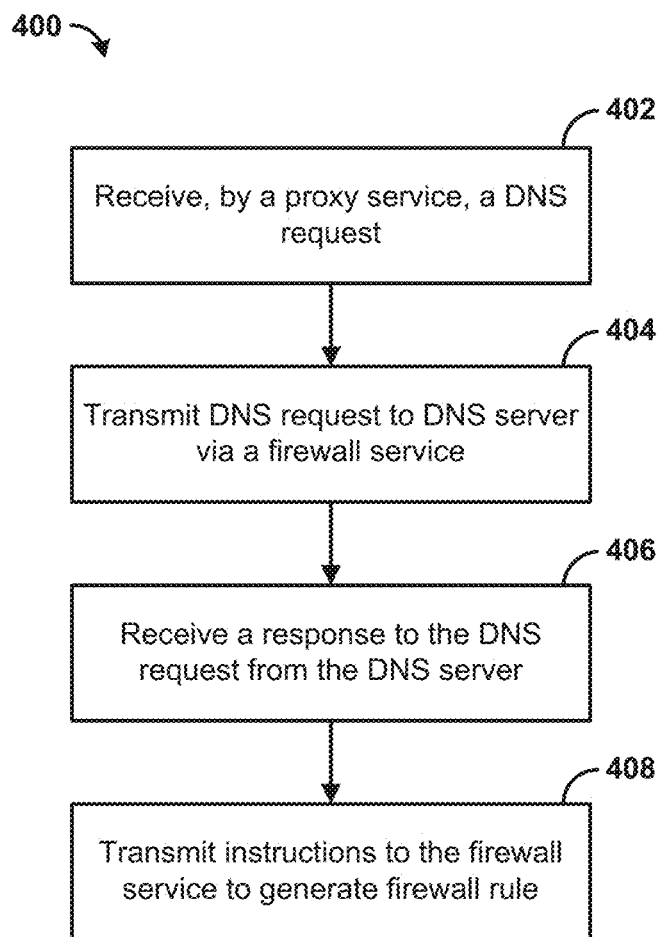 400
402
Receive, by a proxy service, a DNS
request
404
Transmit DNS request to DNS server
via a firewall service
406
Receive a response to the DNS
request from the DNS server
408
Transmit instructions to the firewall
service to generate firewall rule